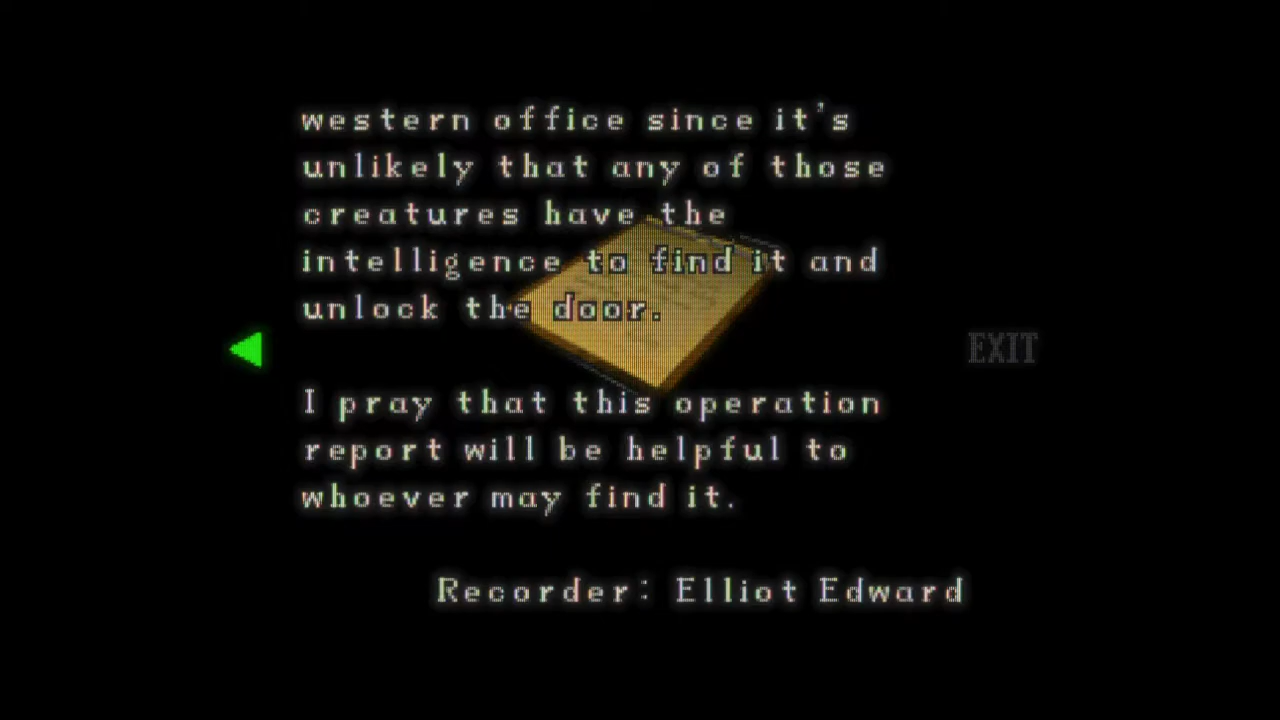 western office since it's
unlikely that any of those
creatures have the
intelligence to find it and
unlock the door.
EXIT
I pray that this operation
report will be helpful to
whoever may find it.
Recorder: Elliot Edward